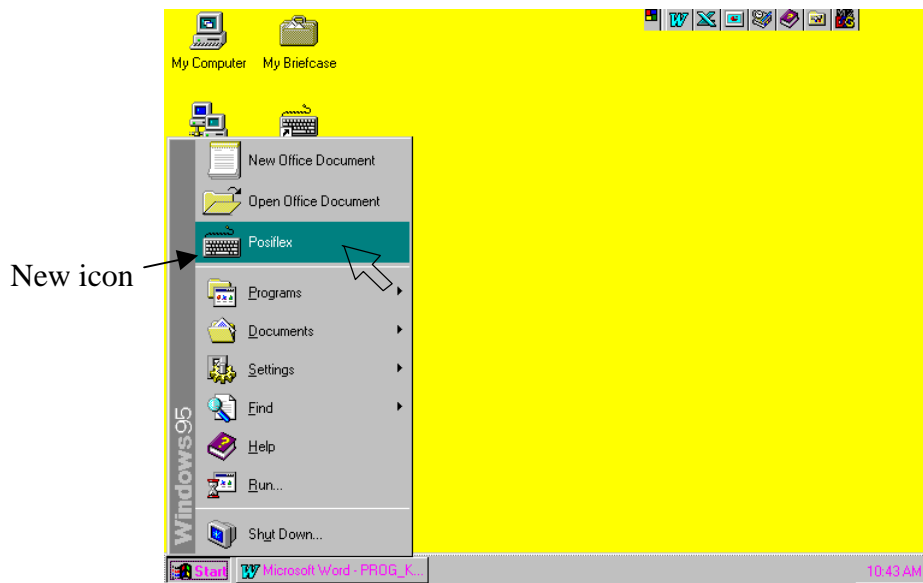 My Computer
My Briefcase
New Office Document
Open Office Document
Posiflex
New icon
Programs
Documents
Settings
Find
Help
Run...
Shut Down...
Windows95
Start
Microsoft Word - PROG_K...
10:43 AM